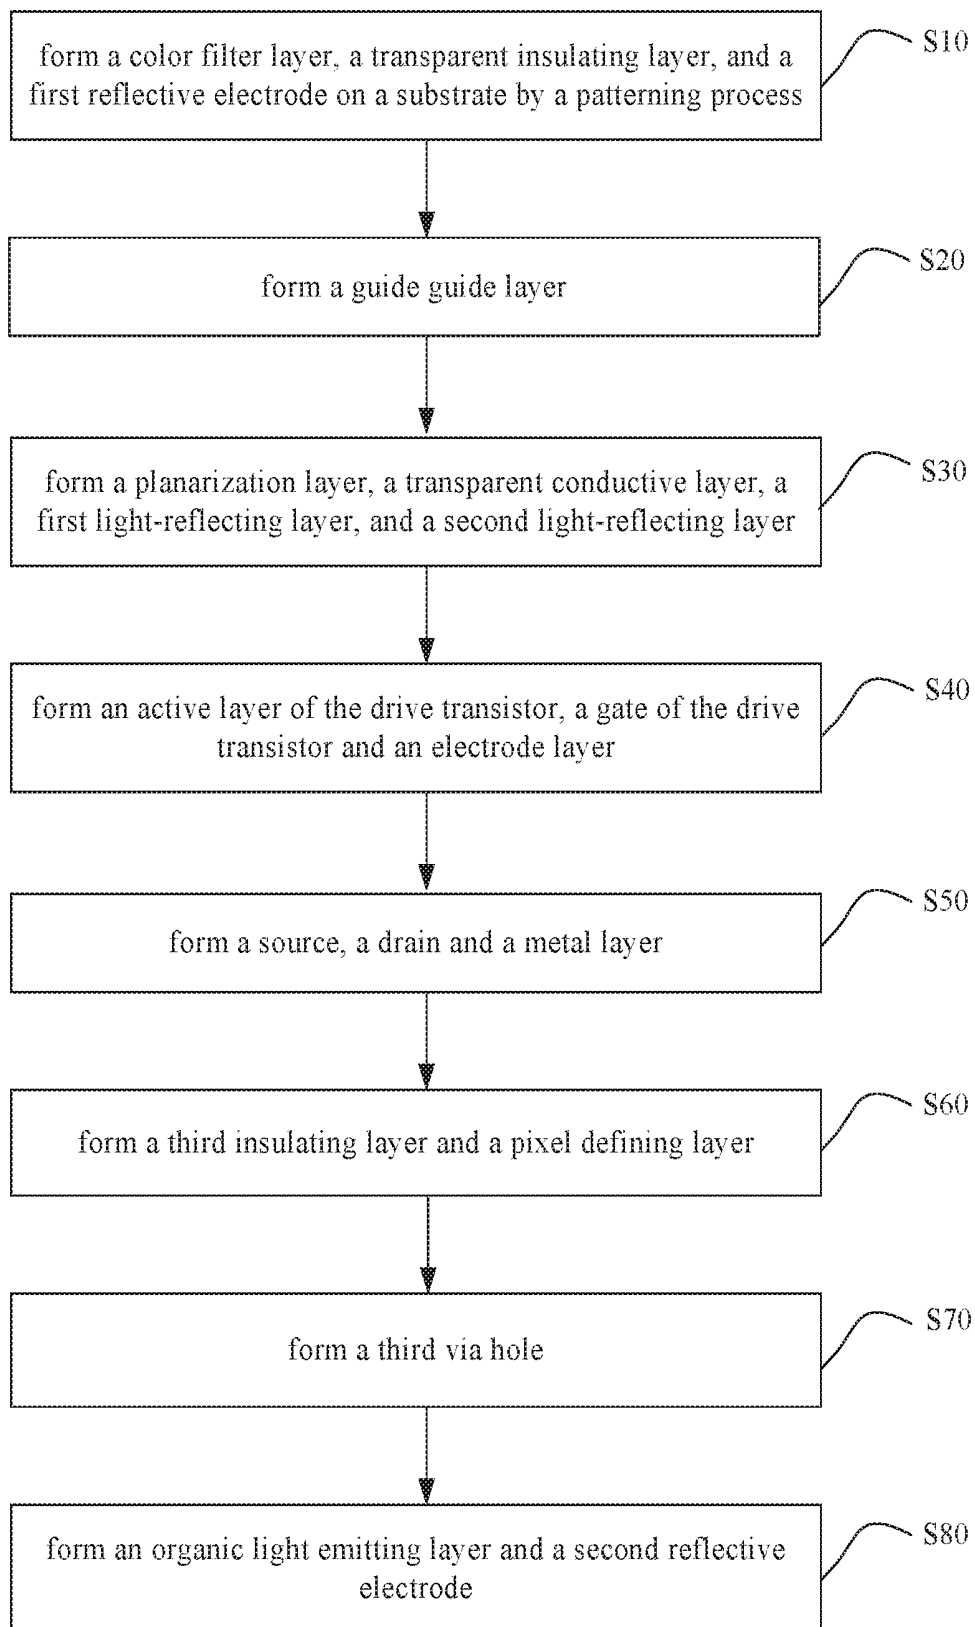 form a color filter layer, a transparent insulating layer, and a
first reflective electrode on a substrate by a patterning process
S10
form a guide guide layer
S20
form a planarization layer, a transparent conductive layer, a
first light-reflecting layer, and a second light-reflecting layer
S30
form an active layer of the drive transistor, a gate of the drive
transistor and an electrode layer
S40
form a source, a drain and a metal layer
S50
form a third insulating layer and a pixel defining layer
S60
form a third via hole
S70
form an organic light emitting layer and a second reflective
electrode
S80